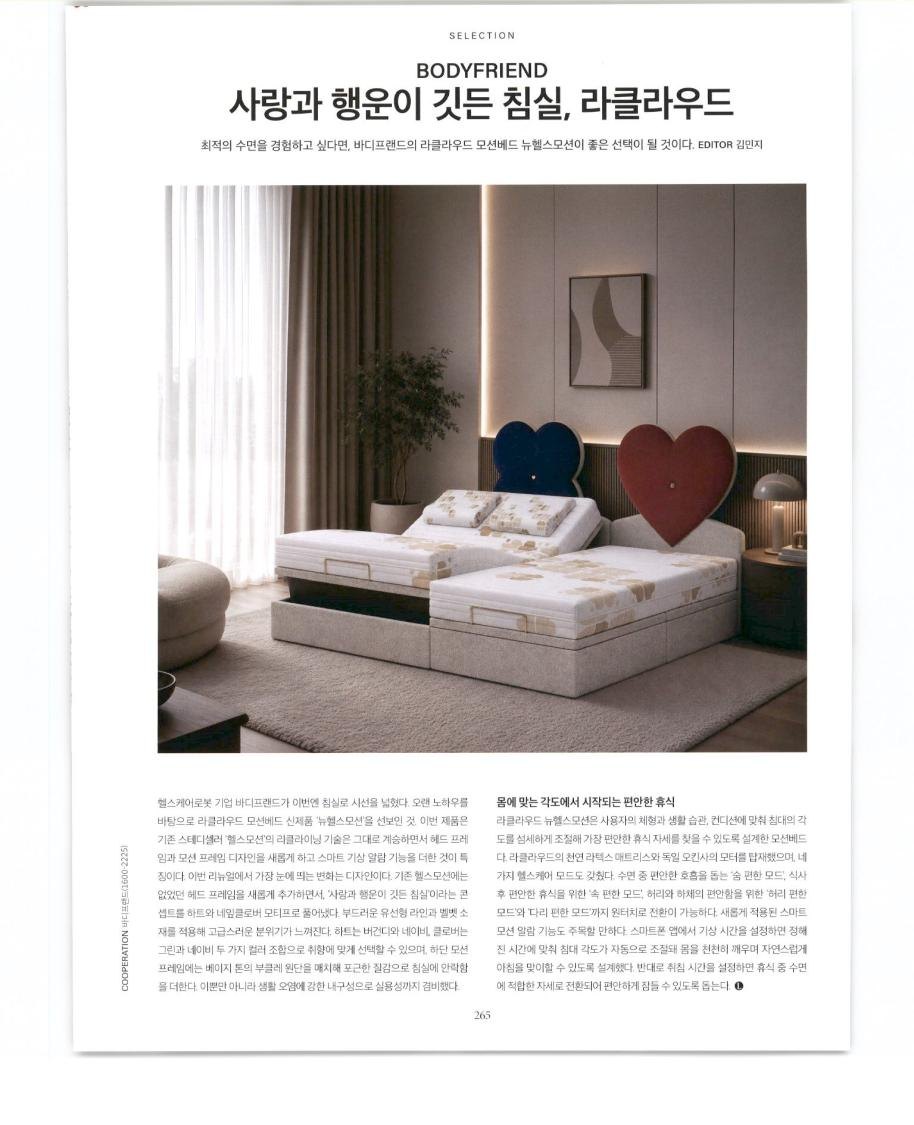 SELECTION
BODYFRIEND
사랑과 행운이 깃든 침실, 라클라우드
최적의 수면을 경험하고 싶다면, 바디프랜드의 라클라우드 모션베드 뉴헬스모션이 좋은 선택이 될 것이다. EDITOR 김민지
헬스케어로봇 기업 바디프랜드가 이번엔 침실로 시선을 넓혔다. 오랜 노하우를
바탕으로 라클라우드 모션베드 신제품 '뉴헬스모션'을 선보인 것. 이번 제품은
기존 스테디셀러 '헬스모션'의 리클라이닝 기술은 그대로 계승하면서 헤드 프레
임과 모션 프레임 디자인을 새롭게 하고 스마트 기상 알람 기능을 더한 것이 특
징이다. 이번 리뉴얼에서 가장 눈에 띄는 변화는 디자인이다. 기존 헬스모션에는
없었던 헤드 프레임을 새롭게 추가하면서, '사랑과 행운이 깃든 침실'이라는 콘
셉트를 하트와 네잎클로버 모티프로 풀어냈다. 부드러운 유선형 라인과 벨벳 소
재를 적용해 고급스러운 분위기가 느껴진다. 하트는 버건디와 네이비, 클로버는
그린과 네이비 두 가지 컬러 조합으로 취향에 맞게 선택할 수 있으며, 하단 모션
프레임에는 베이지 톤의 부클레 원단을 매치해 포근한 질감으로 침실에 안락함
을 더한다. 이뿐만 아니라 생활 오염에 강한 내구성으로 실용성까지 겸비했다.
몸에 맞는 각도에서 시작되는 편안한 휴식
라클라우드 뉴헬스모션은 사용자의 체형과 생활 습관, 컨디션에 맞춰 침대의 각
도를 섬세하게 조절해 가장 편안한 휴식 자세를 찾을 수 있도록 설계한 모션베드
다. 라클라우드의 천연 라텍스 매트리스와 독일 오킨사의 모터를 탑재했으며, 네
가지 헬스케어 모드도 갖췄다. 수면 중 편안한 호흡을 돕는 '숨 편한 모드', 식사
후 편안한 휴식을 위한 '속 편한 모드', 허리와 하체의 편안함을 위한 '허리 편한
모드'와 '다리 편한 모드'까지 원터치로 전환이 가능하다. 새롭게 적용된 스마트
모션 알람 기능도 주목할 만하다. 스마트폰 앱에서 기상 시간을 설정하면 정해
진 시간에 맞춰 침대 각도가 자동으로 조절돼 몸을 천천히 깨우며 자연스럽게
아침을 맞이할 수 있도록 설계했다. 반대로 취침 시간을 설정하면 휴식 중 수면
에 적합한 자세로 전환되어 편안하게 잠들 수 있도록 돕는다. L
COOPERATION 바디프랜드(1600-2225)
265